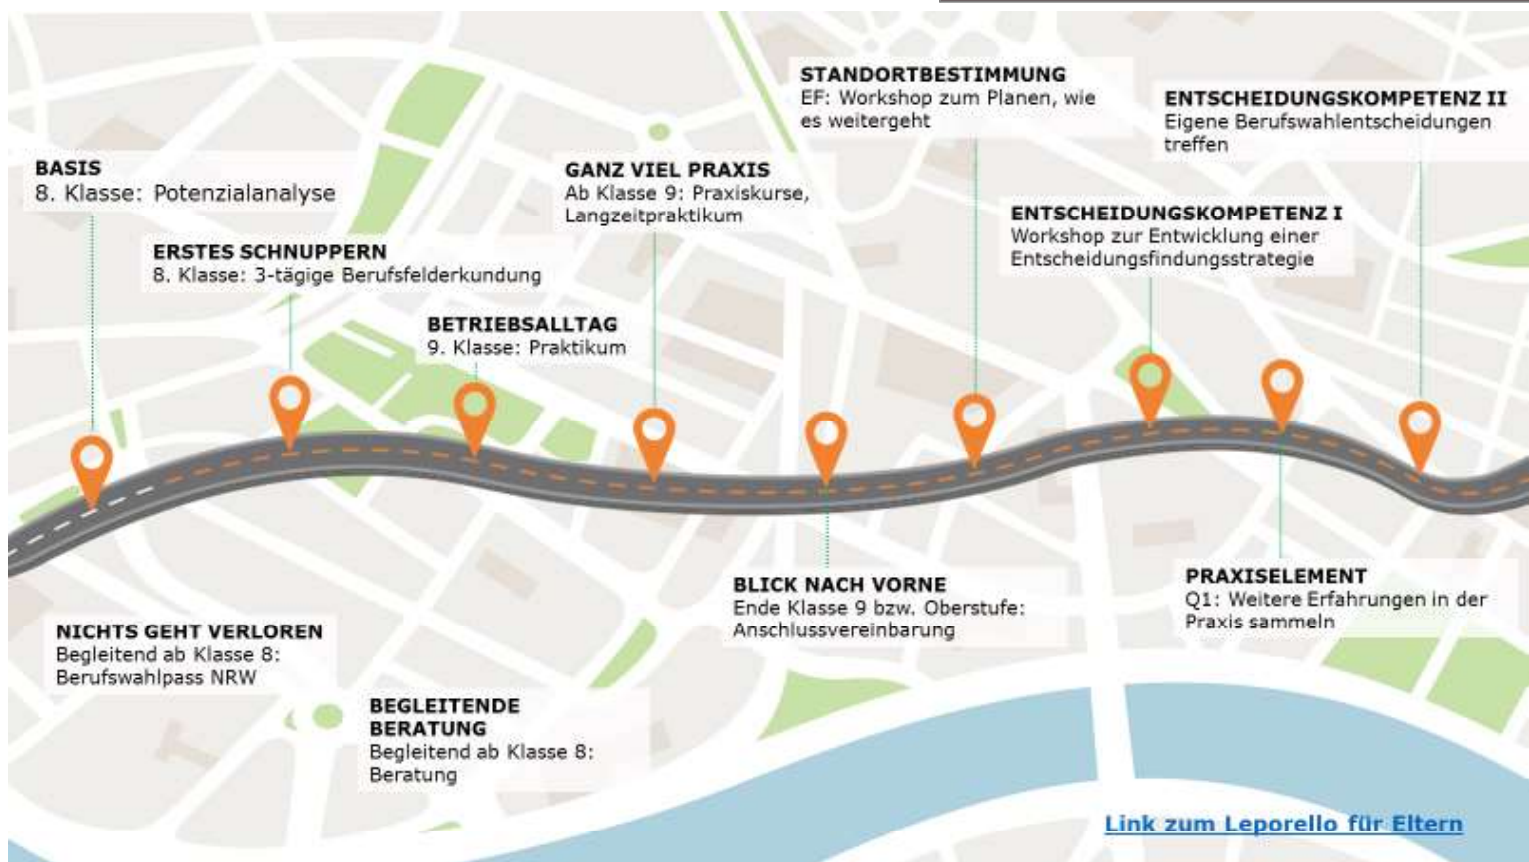 BASIS
8. Klasse: Potenzialanalyse
ERSTES SCHNUPPERN
8. Klasse: 3-tägige Berufsfelderkundung
BETRIEBSALLTAG
9. Klasse: Praktikum
GANZ VIEL PRAXIS
Ab Klasse 9: Praxiskurse,
Langzeitpraktikum
STANDORTBESTIMMUNG
EF: Workshop zum Planen, wie
es weitergeht
ENTSCHEIDUNGSKOMPETENZ I
Workshop zur Entwicklung einer
Entscheidungsfindungsstrategie
ENTSCHEIDUNGSKOMPETENZ II
Eigene Berufswahlentscheidungen
treffen
NICHTS GEHT VERLOREN
Begleitend ab Klasse 8:
Berufswahlpass NRW
BEGLEITENDE
BERATUNG
Begleitend ab Klasse 8:
Beratung
BLICK NACH VORNE
Ende Klasse 9 bzw. Oberstufe:
Anschlussvereinbarung
PRAXISELEMENT
Q1: Weitere Erfahrungen in der
Praxis sammeln
Link zum Leporello für Eltern